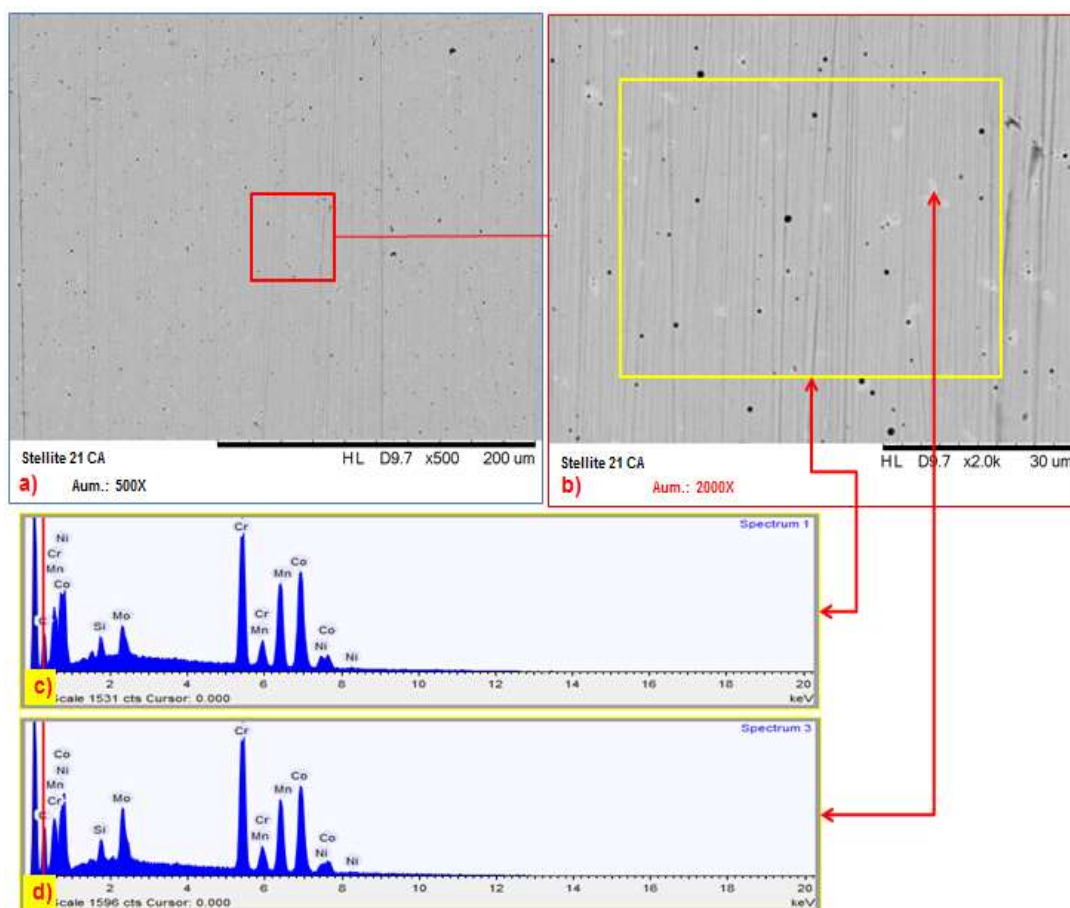 Stellite 21 CA
HL D9.7 x500 200 um
a)
Aum.: 500X
Stellite 21 CA
HL D9.7 x2.0k 30 um
b)
Aum.: 2000X
Spectrum 1
Cr
Ni
Cr
Mn
Co
C
Si
Mo
Mn
Co
Cr
Mn
Co
Ni
Ni
2 4 6 8 10 12 14 16 18 20
c)
Scale 1531 cts Cursor: 0.000
keV
Spectrum 3
Cr
Co
Ni
Mn
Cr
C
Si
Mo
Mn
Co
Cr
Mn
Co
Ni
Ni
2 4 6 8 10 12 14 16 18 20
d)
Scale 1596 cts Cursor: 0.000
keV